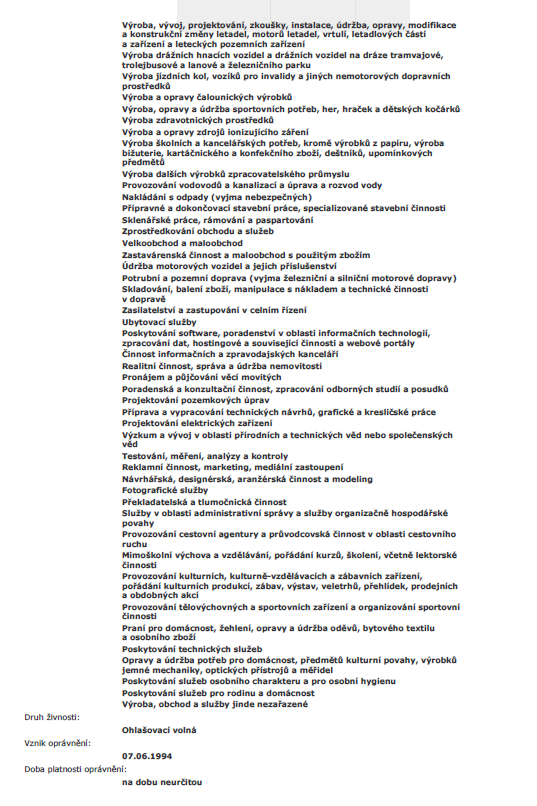 Výroba, vývoj, projektování, zkoušky, instalace, údržba, opravy, modifikace
a konstrukční změny letadel, motorů letadel, vrtulí, letadlových částí
a zařízení a leteckých pozemních zařízení
Výroba drážních hnacích vozidel a drážních vozidel na dráze tramvajové,
trolejbusové a lanové a železničního parku
Výroba jízdních kol, vozíků pro invalidy a jiných nemotorových dopravních
prostředků
Výroba a opravy čalounických výrobků
Výroba, opravy a údržba sportovních potřeb, her, hraček a dětských kočárků
Výroba zdravotnických prostředků
Výroba a opravy zdrojů ionizujícího záření
Výroba školních a kancelářských potřeb, kromě výrobků z papíru, výroba
bižuterie, kartáčnického a konfekčního zboží, deštníků, upomínkových
předmětů
Výroba dalších výrobků zpracovatelského průmyslu
Provozování vodovodů a kanalizací a úprava a rozvod vody
Nakládání s odpady (vyjma nebezpečných)
Přípravné a dokončovací stavební práce, specializované stavební činnosti
Sklenářské práce, rámování a paspartování
Zprostředkování obchodu a služeb
Velkoobchod a maloobchod
Zastavárenská činnost a maloobchod s použitým zbožím
Údržba motorových vozidel a jejich příslušenství
Potrubní a pozemní doprava (vyjma železniční a silniční motorové dopravy)
Skladování, balení zboží, manipulace s nákladem a technické činnosti
v dopravě
Zasilatelství a zastupování v celním řízení
Ubytovací služby
Poskytování software, poradenství v oblasti informačních technologií,
zpracování dat, hostingové a související činnosti a webové portály
Činnost informačních a zpravodajských kanceláří
Realitní činnost, správa a údržba nemovitostí
Pronájem a půjčování věcí movitých
Poradenská a konzultační činnost, zpracování odborných studií a posudků
Projektování pozemkových úprav
Příprava a vypracování technických návrhů, grafické a kresličské práce
Projektování elektrických zařízení
Výzkum a vývoj v oblasti přírodních a technických věd nebo společenských
věd
Testování, měření, analýzy a kontroly
Reklamní činnost, marketing, mediální zastoupení
Návrhářská, designérská, aranžérská činnost a modeling
Fotografické služby
Překladatelská a tlumočnická činnost
Služby v oblasti administrativní správy a služby organizačně hospodářské
povahy
Provozování cestovní agentury a průvodcovská činnost v oblasti cestovního
ruchu
Mimoškolní výchova a vzdělávání, pořádání kurzů, školení, včetně lektorské
činnosti
Provozování kulturních, kulturně-vzdělávacích a zábavních zařízení,
pořádání kulturních produkcí, zábav, výstav, veletrhů, přehlídek, prodejních
a obdobných akcí
Provozování tělovýchovných a sportovních zařízení a organizování sportovní
činnosti
Praní pro domácnost, žehlení, opravy a údržba oděvů, bytového textilu
a osobního zboží
Poskytování technických služeb
Opravy a údržba potřeb pro domácnost, předmětů kulturní povahy, výrobků
jemné mechaniky, optických přístrojů a měřidel
Poskytování služeb osobního charakteru a pro osobní hygienu
Poskytování služeb pro rodinu a domácnost
Výroba, obchod a služby jinde nezařazené
Druh živnosti:
Ohlašovací volná
Vznik oprávnění:
07.06.1994
Doba platnosti oprávnění:
na dobu neurčitou